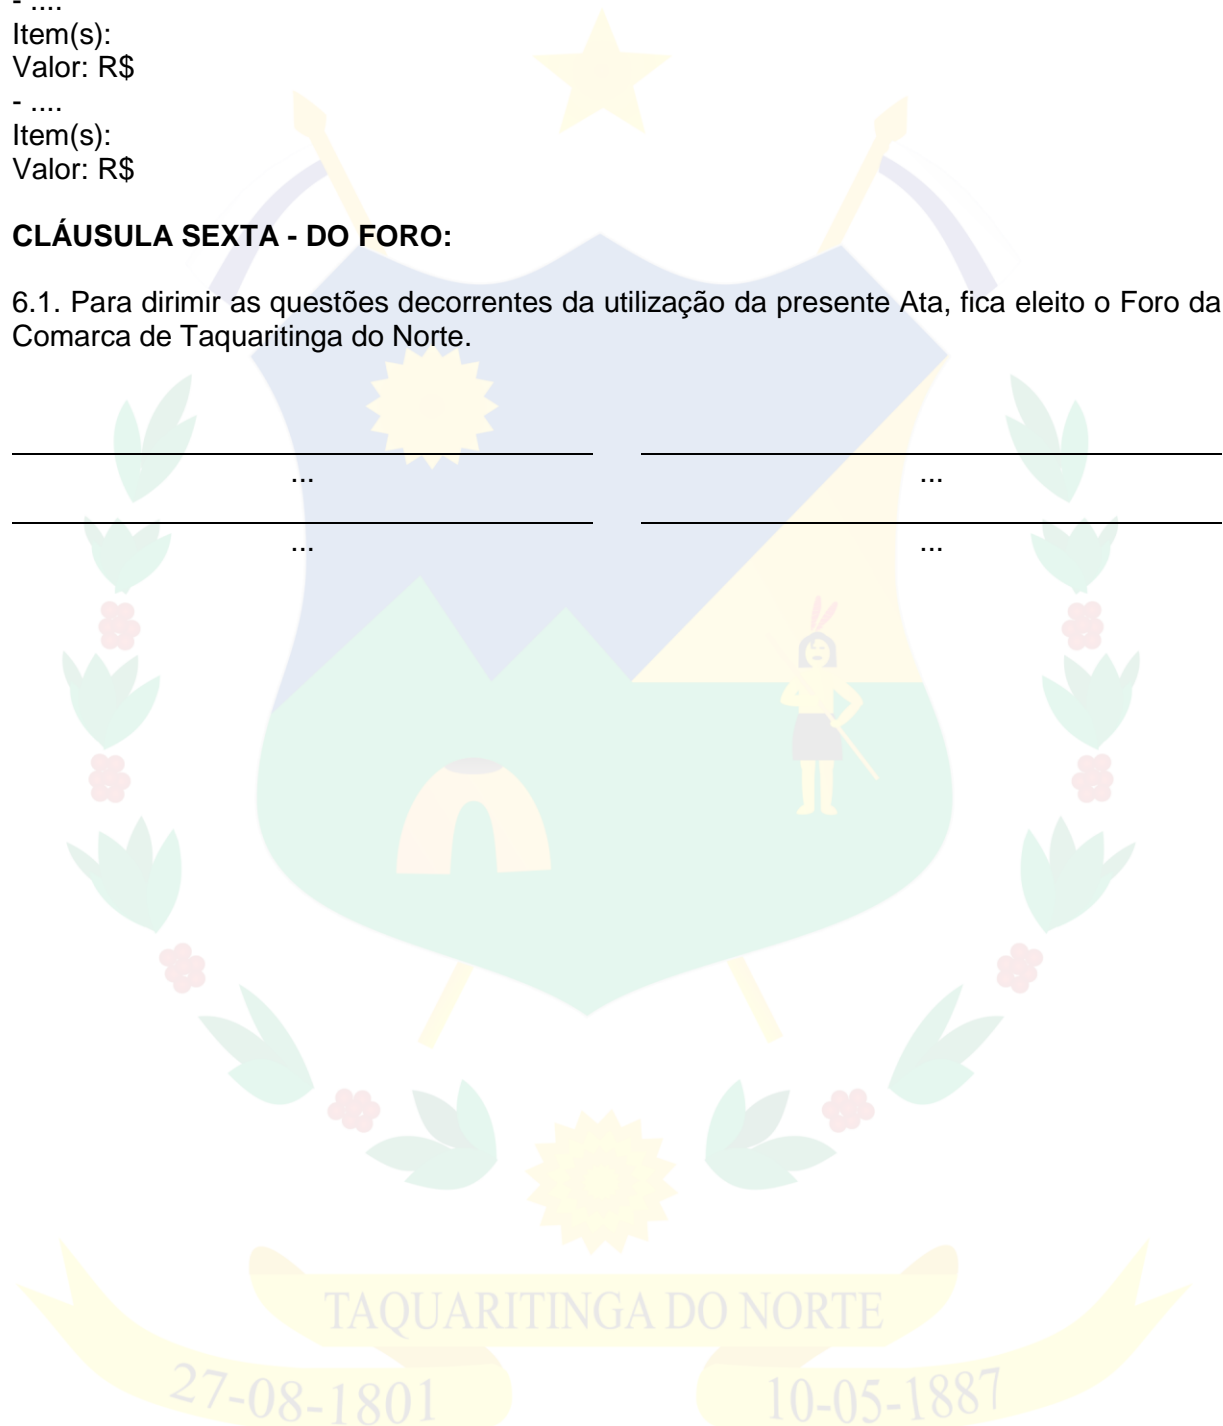 - ....
Item(s):
Valor: R$
- ....
Item(s):
Valor: R$
CLÁUSULA SEXTA - DO FORO:
6.1. Para dirimir as questões decorrentes da utilização da presente Ata, fica eleito o Foro da
Comarca de Taquaritinga do Norte.
... ...
... ...
TAQUARITINGA DO NORTE
27-08-1801 10-05-1887